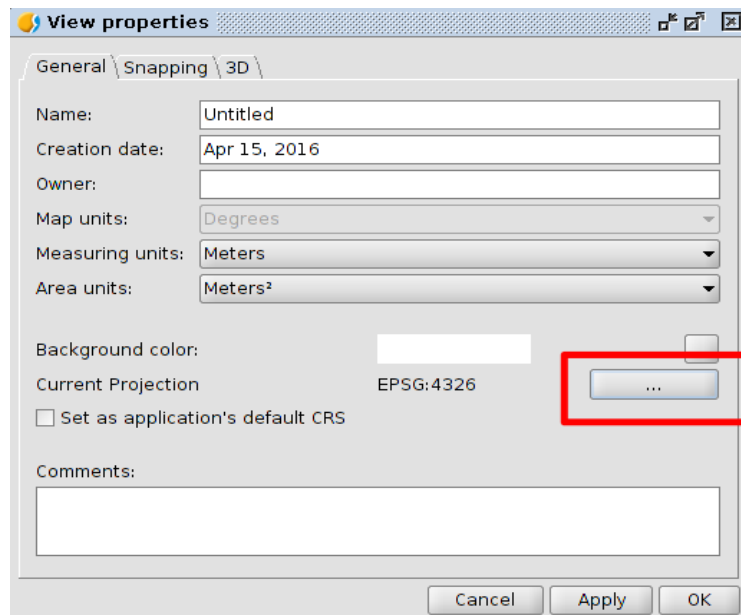 View properties
General Snapping 3D
Name: Untitled
Creation date: Apr 15, 2016
Owner:
Map units: Degrees
Measuring units: Meters
Area units: Meters²
Background color:
Current Projection EPSG:4326 ...
Set as application's default CRS
Comments:
Cancel Apply OK